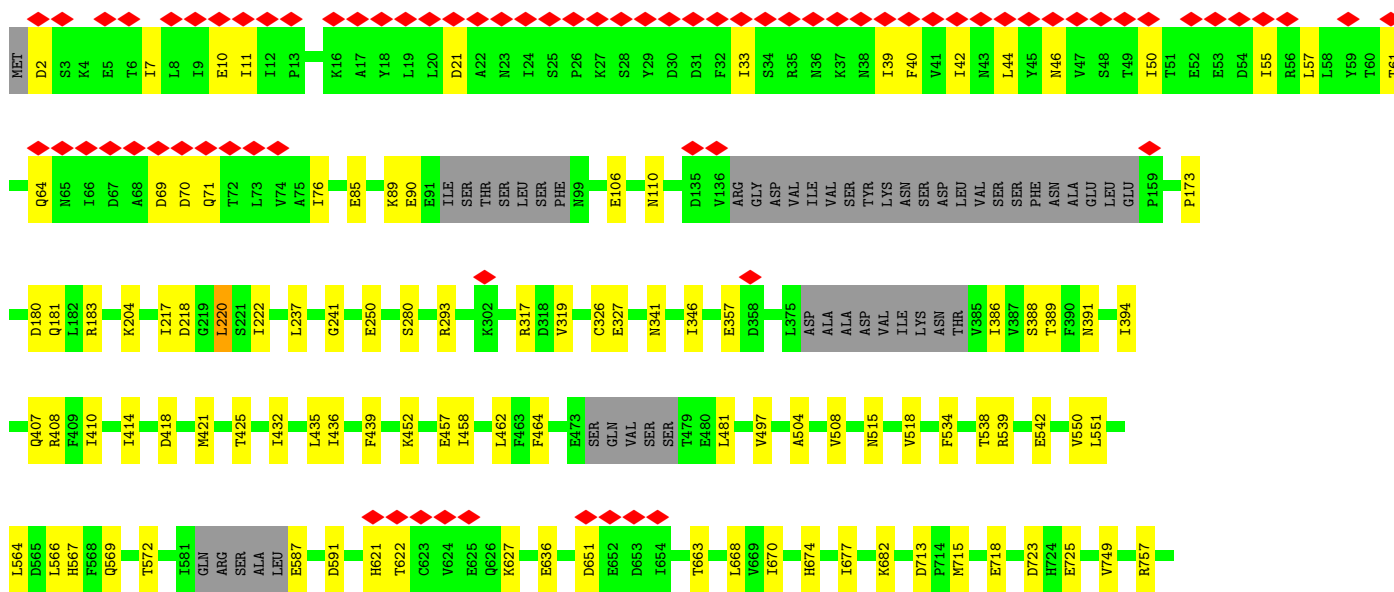 MET D2 S3 K4 E5 T6 I7 L8 I9 E10 I11 I12 P13 K16 A17 Y18 L19 L20 D21 A22 N23 I24 S25 P26 K27 S28 Y29 D30 D31 F32 I33 S34 R35 N36 K37 N38 I39 F40 V41 I42 N43 L44 Y45 N46 V47 S48 T49 I50 T51 E52 E53 D54 I55 R56 L57 L58 Y59 T60 T61
Q64 N65 I66 D67 A68 D69 D70 Q71 T72 L73 V74 A75 I76 E85 K89 E90 E91 ILE SER THR SER LEU SER PHE N99 E106 N110 D135 V136 ARG GLY ASP VAL ILE VAL SER TYR LYS ASN SER ASP LEU VAL SER SER PHE ASN ALA GLU LEU GLU P159 P173
D180 Q181 L182 R183 K204 I217 D218 G219 L220 S221 I222 L237 G241 E250 S280 R293 K302 R317 D318 V319 C326 E327 N341 I346 E357 D358 L375 ASP ALA ALA ASP VAL ILE LYS ASN THR V385 I386 V387 S388 T389 F390 N391 I394
Q407 R408 F409 I410 I414 D418 M421 T425 I432 L435 I436 F439 K452 E457 I458 L462 F463 F464 E473 SER GLN VAL SER SER T479 E480 L481 V497 A504 V508 N515 V518 F534 T538 R539 E542 V550 L551
L564 D565 L566 H567 F568 Q569 T572 I581 GLN ARG SER ALA LEU E587 D591 H621 T622 C623 V624 E625 Q626 K627 E636 D651 E652 D653 I654 T663 L668 V669 I670 H674 I677 K682 D713 P714 M715 E718 D723 H724 E725 V749 R757